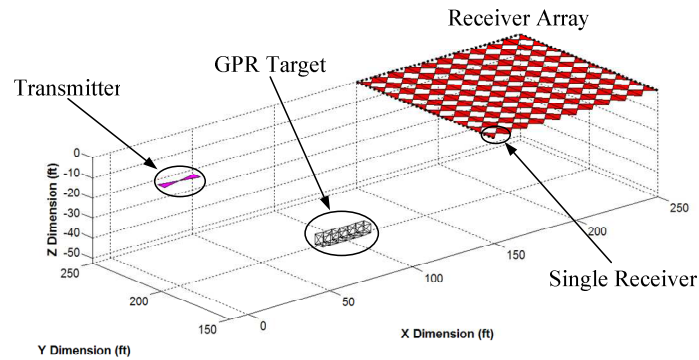 Receiver Array
GPR Target
Transmitter
0
-10
-20
-30
-40
-50
Z Dimension (ft)
250
200
150
Y Dimension (ft)
0
50
100
150
200
250
X Dimension (ft)
Single Receiver